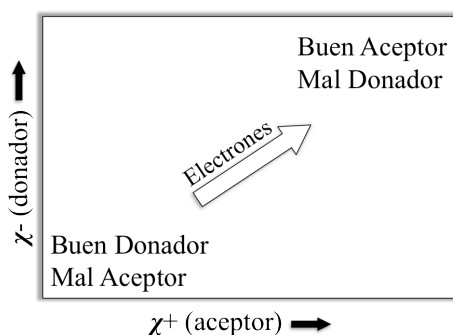 Buen Aceptor
Mal Donador
χ- (donador)
Electrones
Buen Donador
Mal Aceptor
χ+ (aceptor)